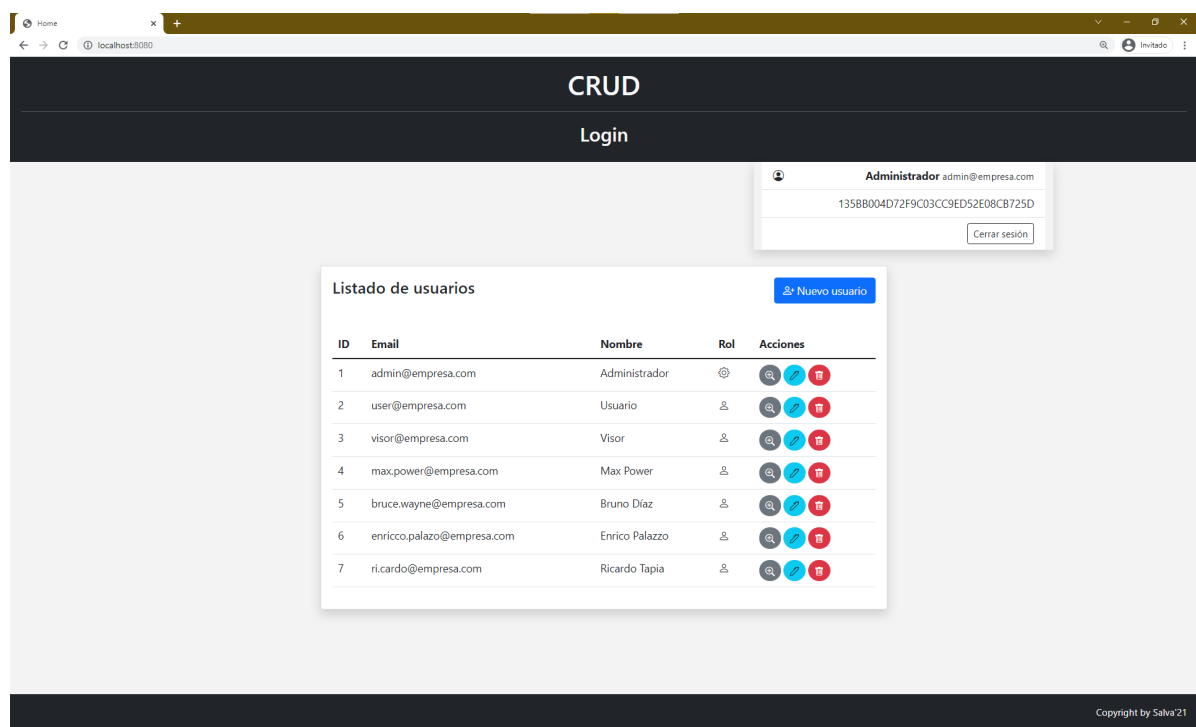 Home
localhost:8080
Invitado
CRUD
Login
Administrador admin@empresa.com
135BB004D72F9C03CC9ED52E08CB725D
Cerrar sesión
Listado de usuarios
Nuevo usuario
ID Email Nombre Rol Acciones
1 admin@empresa.com Administrador
2 user@empresa.com Usuario
3 visor@empresa.com Visor
4 max.power@empresa.com Max Power
5 bruce.wayne@empresa.com Bruno Díaz
6 enricco.palazo@empresa.com Enrico Palazzo
7 ri.cardo@empresa.com Ricardo Tapia
Copyright by Salva'21